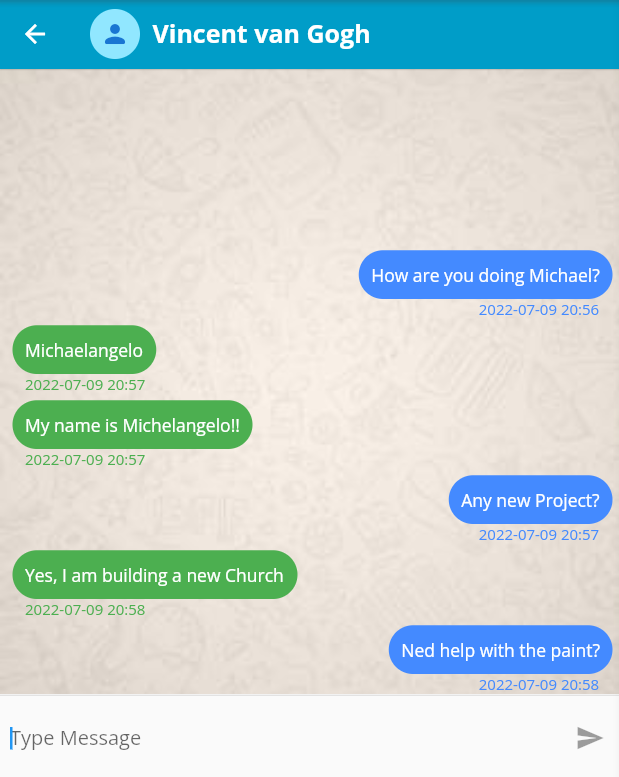 Vincent van Gogh
How are you doing Michael?
2022-07-09 20:56
Michaelangelo
2022-07-09 20:57
My name is Michelangelo!!
2022-07-09 20:57
Any new Project?
2022-07-09 20:57
Yes, I am building a new Church
2022-07-09 20:58
Ned help with the paint?
2022-07-09 20:58
Type Message